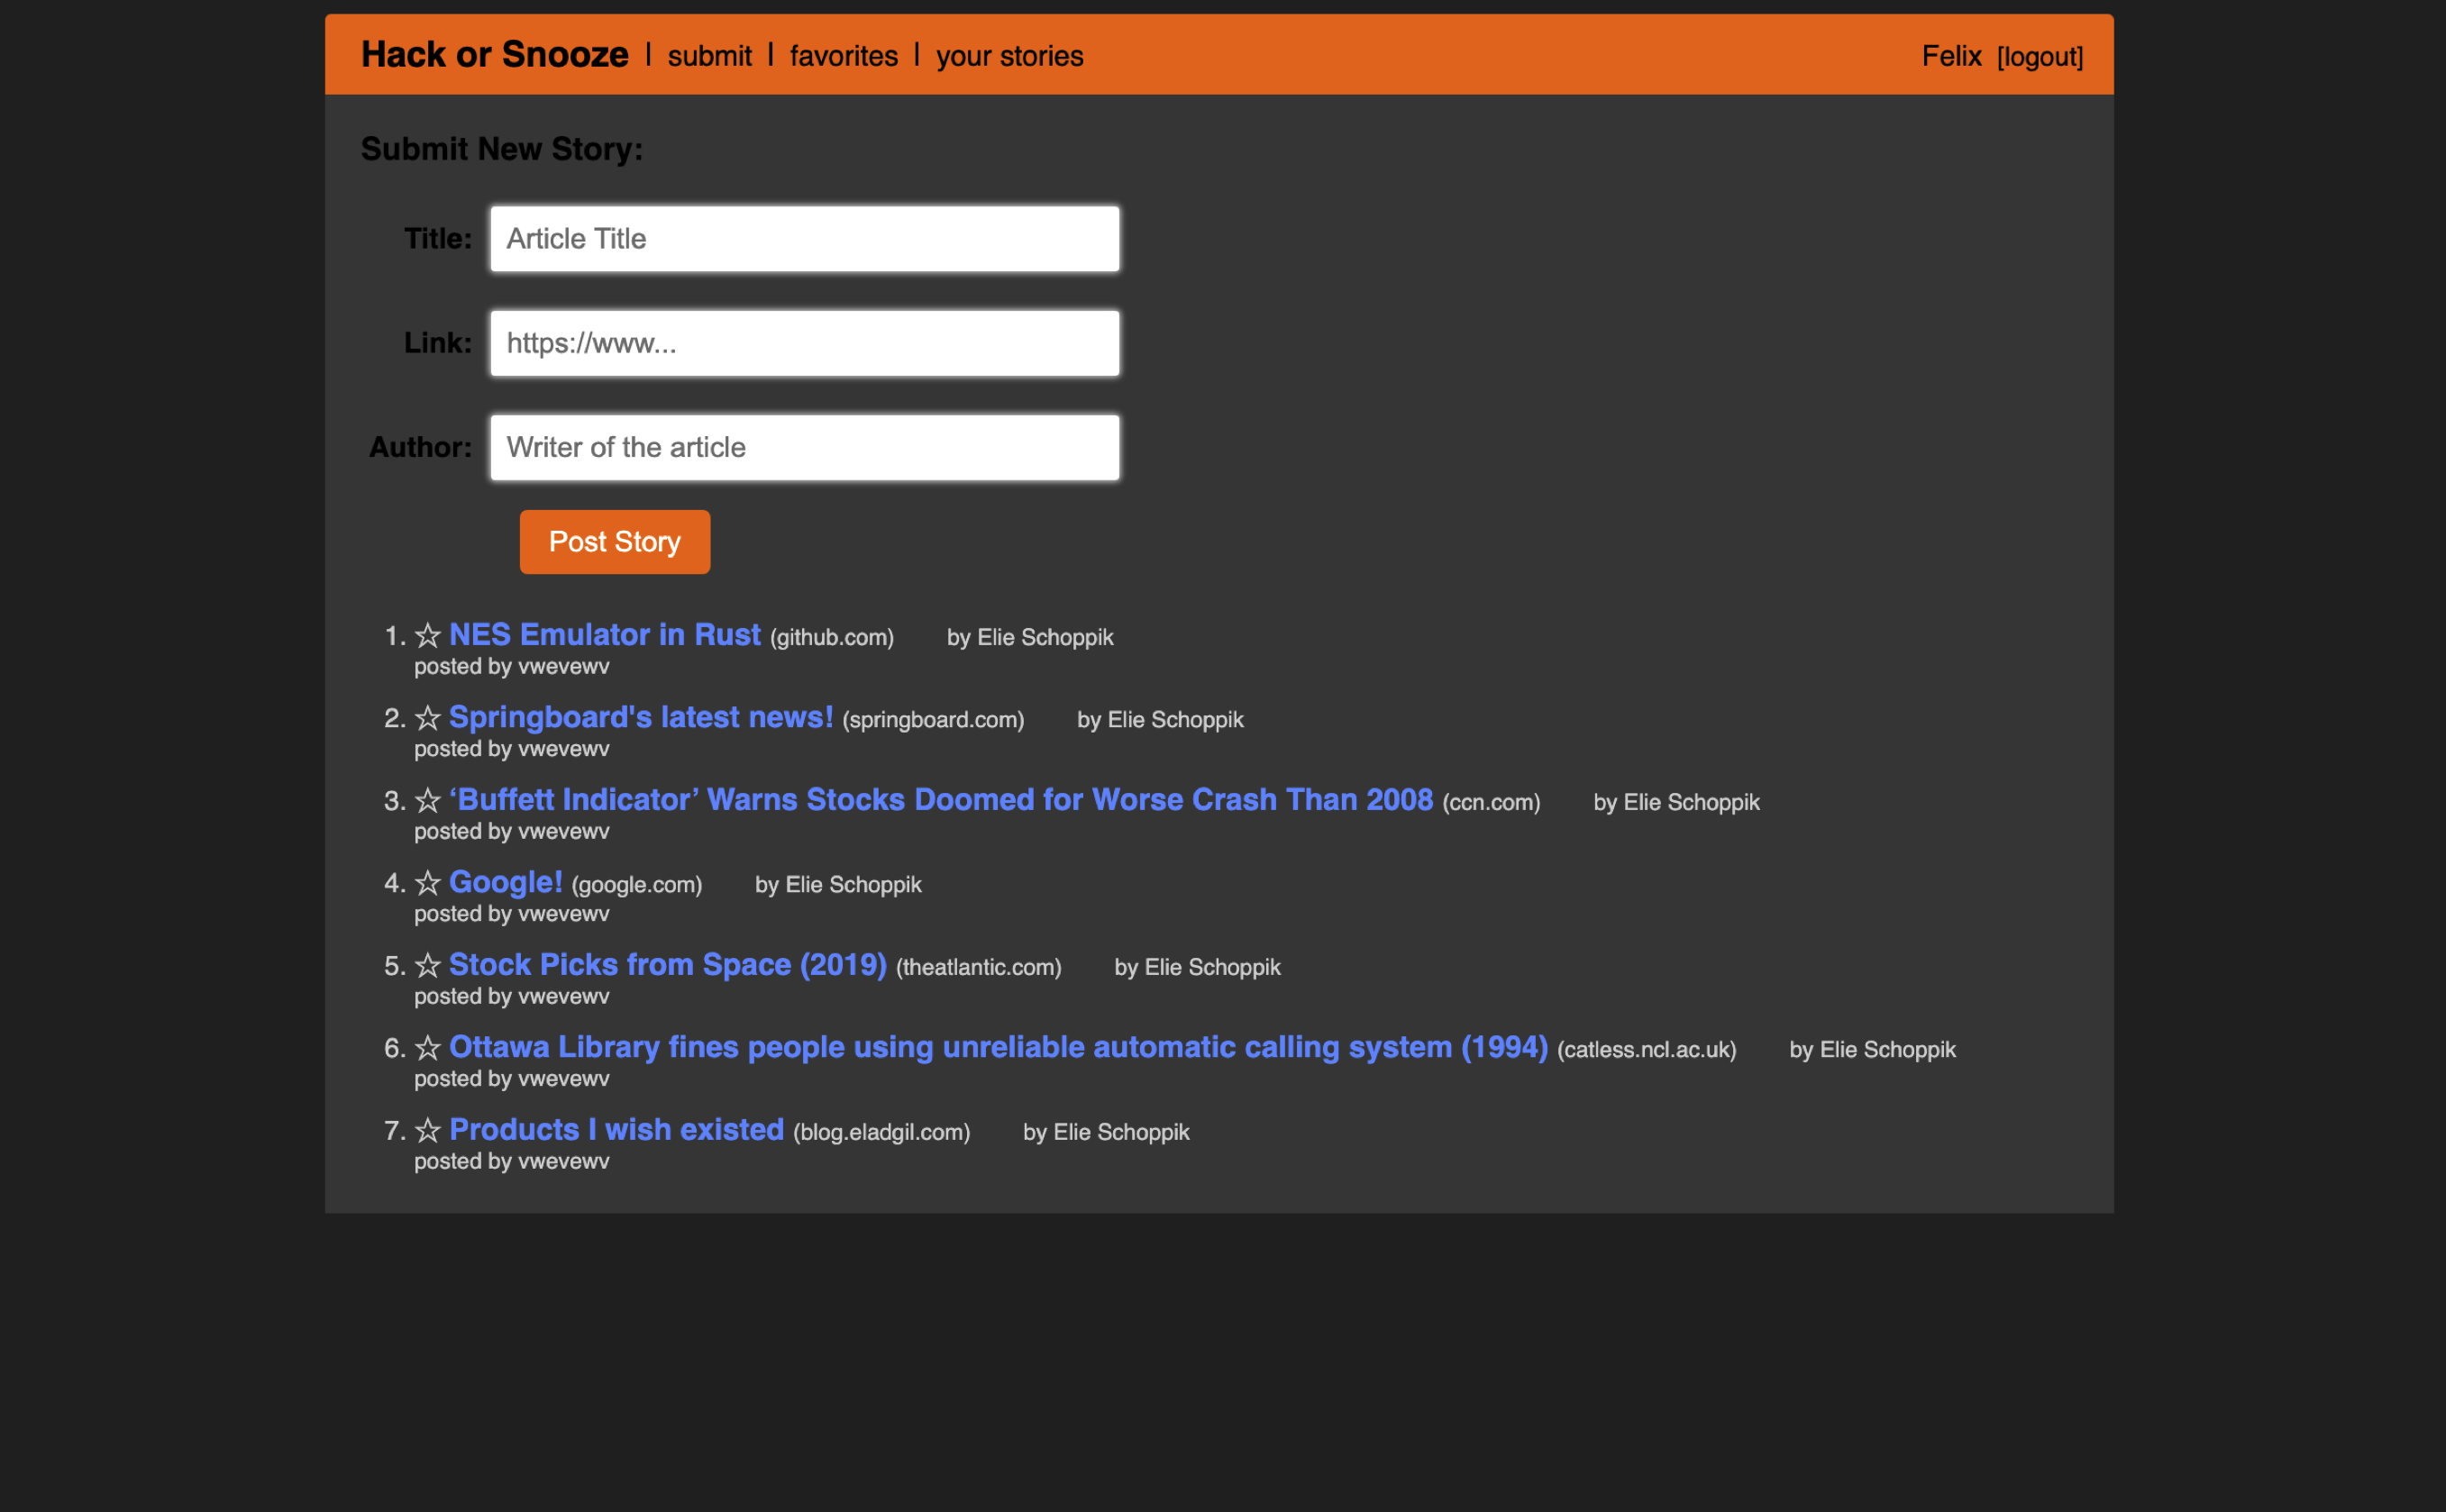 Hack or Snooze | submit | favorites | your stories Felix [logout]
Submit New Story:
Title: Article Title
Link: https://www...
Author: Writer of the article
Post Story
1. ☆ NES Emulator in Rust (github.com) by Elie Schoppik
posted by vwevewv
2. ☆ Springboard's latest news! (springboard.com) by Elie Schoppik
posted by vwevewv
3. ☆ ‘Buffett Indicator’ Warns Stocks Doomed for Worse Crash Than 2008 (ccn.com) by Elie Schoppik
posted by vwevewv
4. ☆ Google! (google.com) by Elie Schoppik
posted by vwevewv
5. ☆ Stock Picks from Space (2019) (theatlantic.com) by Elie Schoppik
posted by vwevewv
6. ☆ Ottawa Library fines people using unreliable automatic calling system (1994) (catless.ncl.ac.uk) by Elie Schoppik
posted by vwevewv
7. ☆ Products I wish existed (blog.eladgil.com) by Elie Schoppik
posted by vwevewv